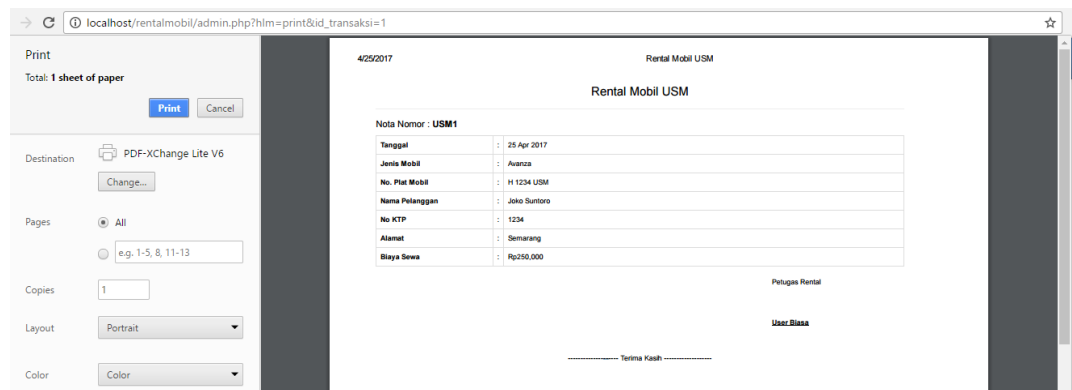 localhost/rentalmobil/admin.php?hlm=print&id_transaksi=1
Print
Total: 1 sheet of paper
Print Cancel
Destination PDF-XChange Lite V6
Change...
Pages All
e.g. 1-5, 8, 11-13
Copies 1
Layout Portrait
Color Color
4/25/2017 Rental Mobil USM
Rental Mobil USM
Nota Nomor : USM1
Tanggal : 25 Apr 2017
Jenis Mobil : Avanza
No. Plat Mobil : H 1234 USM
Nama Pelanggan : Joko Suntoro
No KTP : 1234
Alamat : Semarang
Biaya Sewa : Rp250,000
Petugas Rental
User Biasa
------------------- Terima Kasih -------------------